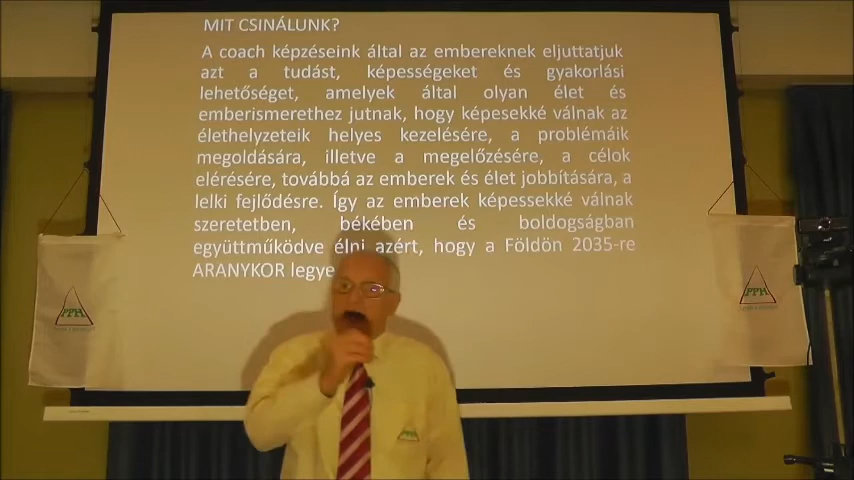 MIT CSINÁLUNK?
A coach képzéseink által az embereknek eljuttatjuk
azt a tudást, képességeket és gyakorlási
lehetőséget, amelyek által olyan élet és
emberismerethez jutnak, hogy képesekké válnak az
élethelyzeteik helyes kezelésére, a problémáik
megoldására, illetve a megelőzésére, a célok
elérésére, továbbá az emberek és élet jobbítására, a
lelki fejlődésre. Így az emberek képessekké válnak
szeretetben, békében és boldogságban
együttműködve élni azért, hogy a Földön 2035-re
ARANYKOR legye
PPH
PPH